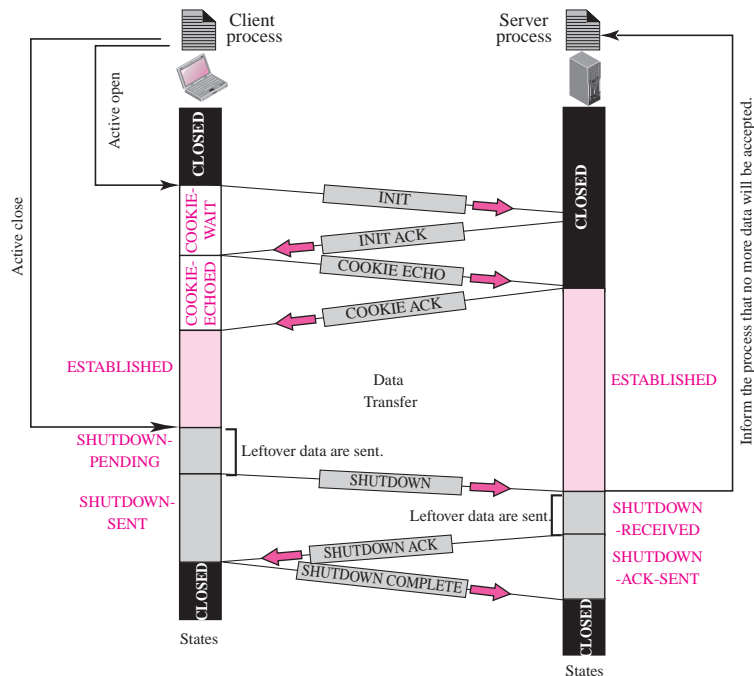 Client
process
Server
process
Active open
Active close
CLOSED
CLOSED
INIT
COOKIE-
WAIT
INIT ACK
COOKIE ECHO
COOKIE-
ECHOED
COOKIE ACK
ESTABLISHED
Data
Transfer
ESTABLISHED
Inform the process that no more data will be accepted.
SHUTDOWN-
PENDING
Leftover data are sent.
SHUTDOWN
SHUTDOWN-
SENT
Leftover data are sent.
SHUTDOWN
-RECEIVED
SHUTDOWN ACK
SHUTDOWN
-ACK-SENT
SHUTDOWN COMPLETE
CLOSED
CLOSED
States
States